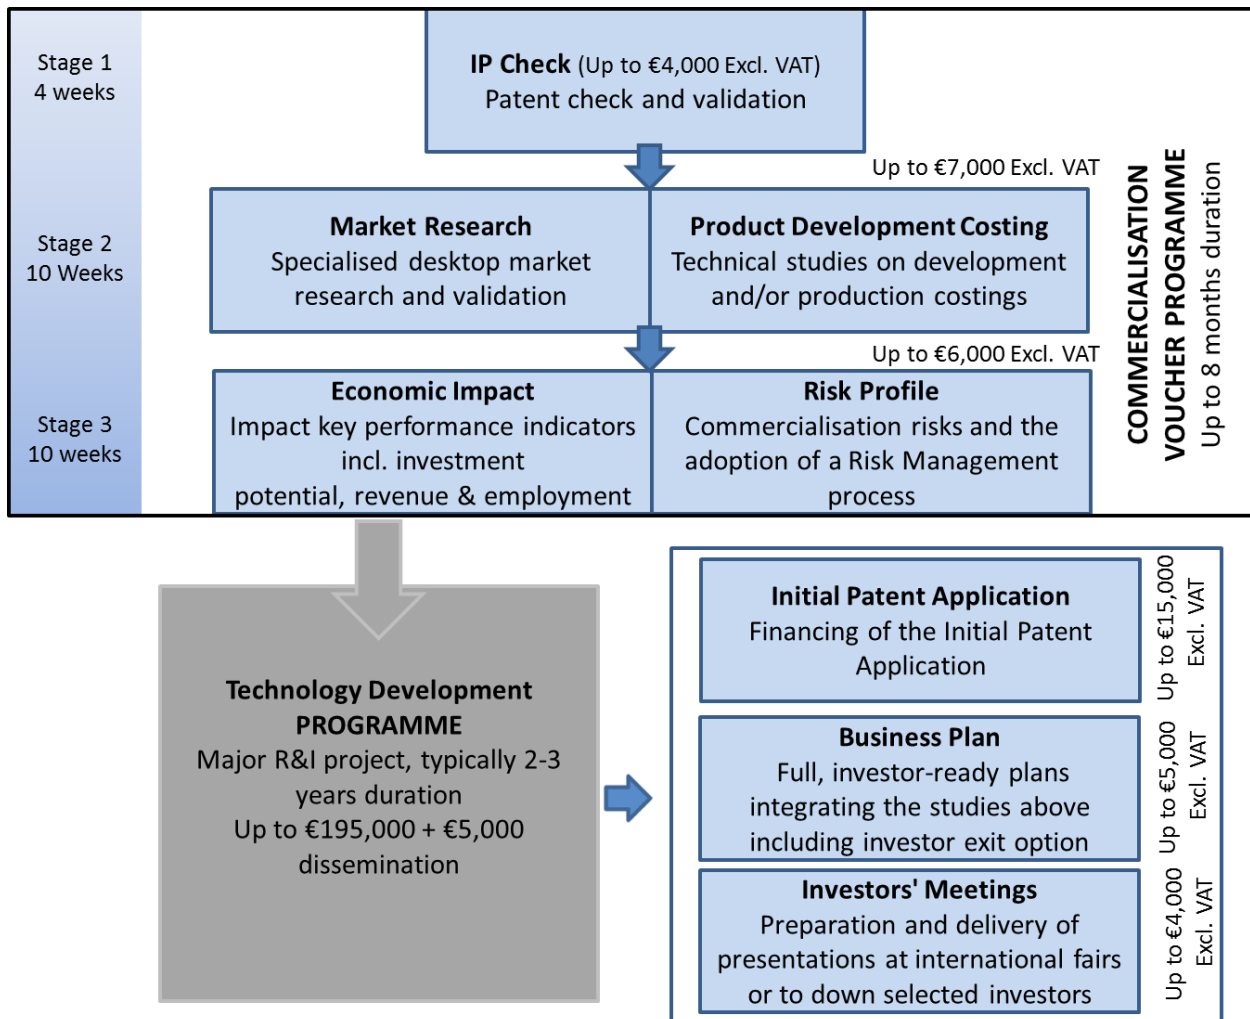 Stage 1
4 weeks
IP Check (Up to €4,000 Excl. VAT)
Patent check and validation
Up to €7,000 Excl. VAT
Stage 2
10 Weeks
Market Research
Specialised desktop market
research and validation
Product Development Costing
Technical studies on development
and/or production costings
Up to €6,000 Excl. VAT
Stage 3
10 weeks
Economic Impact
Impact key performance indicators
incl. investment
potential, revenue & employment
Risk Profile
Commercialisation risks and the
adoption of a Risk Management
process
COMMERCIALISATION
VOUCHER PROGRAMME
Up to 8 months duration
Technology Development
PROGRAMME
Major R&I project, typically 2-3
years duration
Up to €195,000 + €5,000
dissemination
Initial Patent Application
Financing of the Initial Patent
Application
Up to €15,000
Excl. VAT
Business Plan
Full, investor-ready plans
integrating the studies above
including investor exit option
Up to €5,000
Excl. VAT
Investors' Meetings
Preparation and delivery of
presentations at international fairs
or to down selected investors
Up to €4,000
Excl. VAT